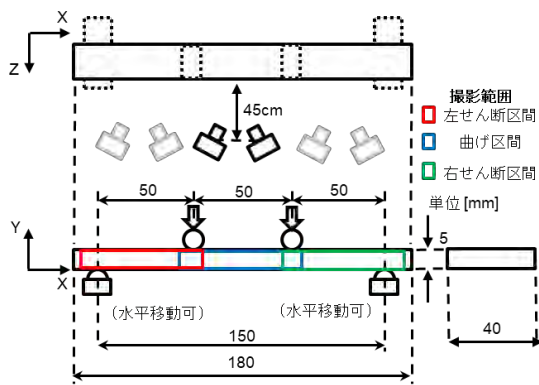 X
Z
45cm
撮影範囲
左せん断区間
曲げ区間
右せん断区間
50
50
50
単位 [mm]
Y
5
X
(水平移動可)
(水平移動可)
150
40
180